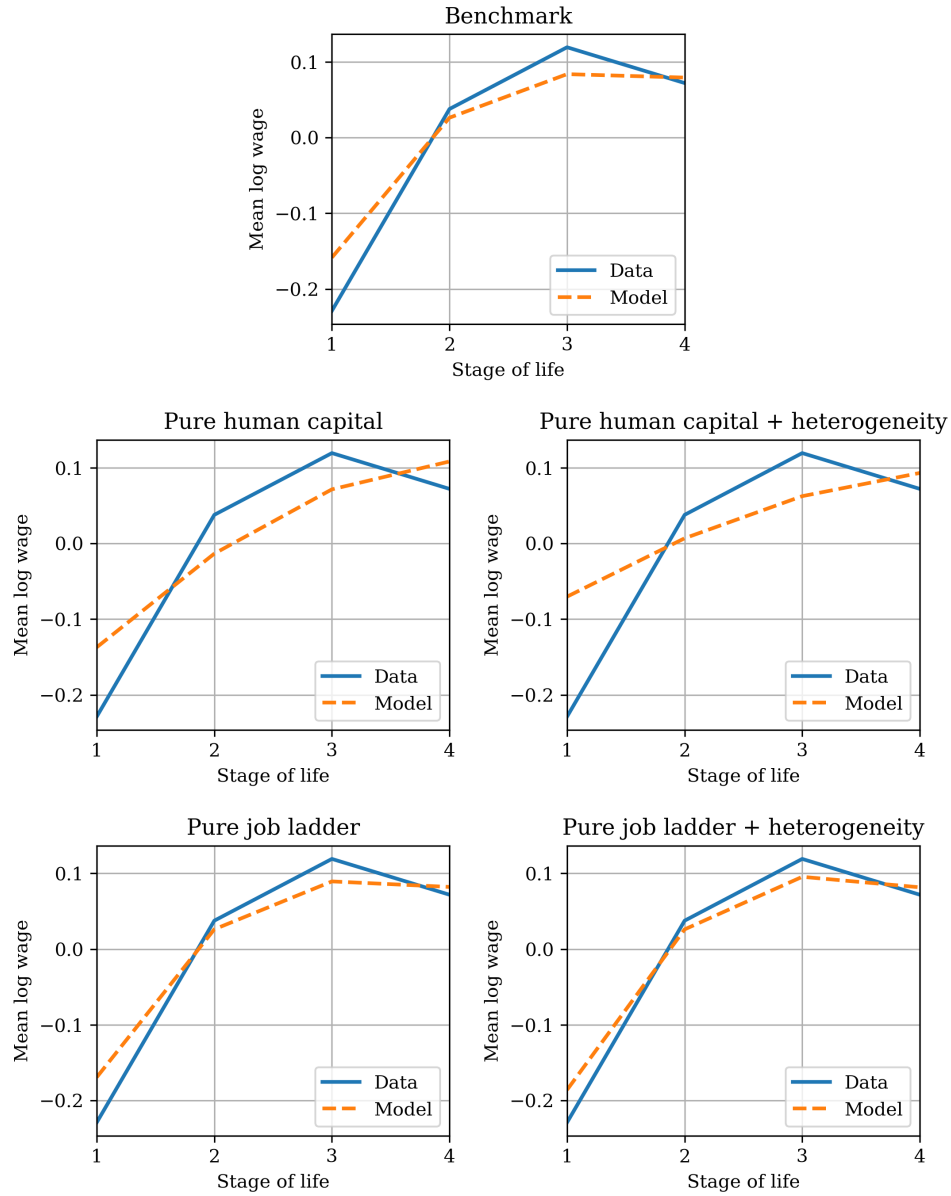 Benchmark
Mean log wage
0.1
0.0
−0.1
−0.2
Data
Model
1 2 3 4
Stage of life
Pure human capital
Mean log wage
0.1
0.0
−0.1
−0.2
Data
Model
1 2 3 4
Stage of life
Pure human capital + heterogeneity
Mean log wage
0.1
0.0
−0.1
−0.2
Data
Model
1 2 3 4
Stage of life
Pure job ladder
Mean log wage
0.1
0.0
−0.1
−0.2
Data
Model
1 2 3 4
Stage of life
Pure job ladder + heterogeneity
Mean log wage
0.1
0.0
−0.1
−0.2
Data
Model
1 2 3 4
Stage of life